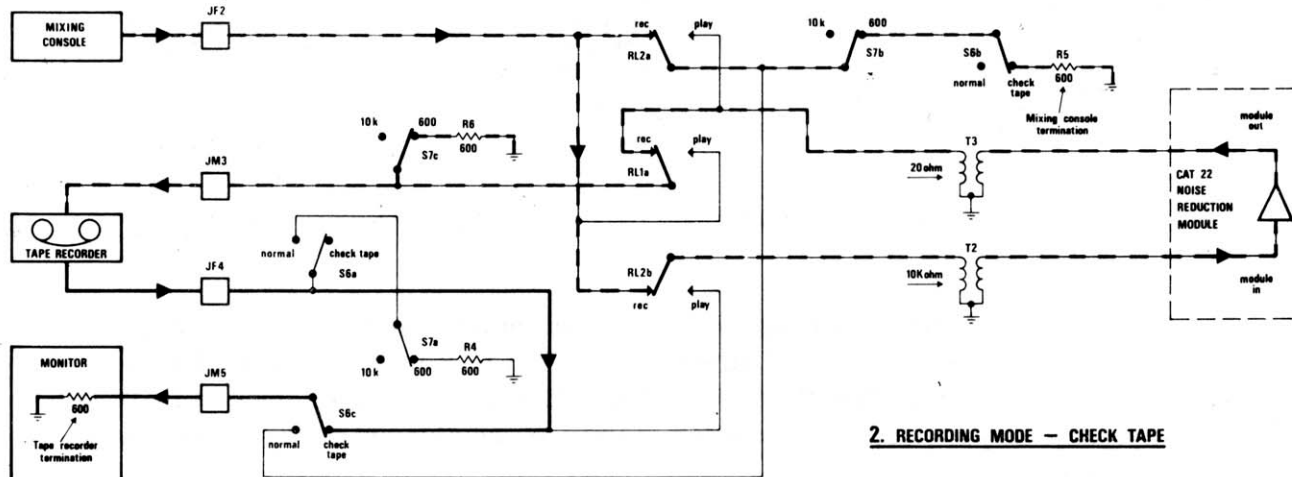 MIXING
CONSOLE
JF2
rec
play
RL2a
10k
600
S7b
S6b
normal
check
tape
R5
600
Mixing console
termination
10k
600
S7c
R6
600
JM3
rec
play
RL1a
T3
20 ohm
module
out
CAT 22
NOISE
REDUCTION
MODULE
TAPE RECORDER
normal
check tape
S6a
JF4
RL2b
rec
play
T2
10K ohm
module
in
S7a
10k
600
R4
600
MONITOR
600
Tape recorder
termination
JM5
S6c
normal
check
tape
2. RECORDING MODE — CHECK TAPE